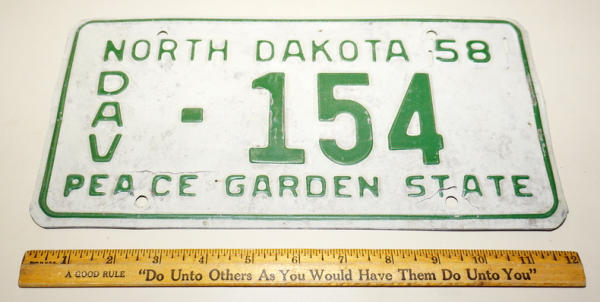 NORTH DAKOTA 58
DAV - 154
PEACE GARDEN STATE
1 2 3 4 5 6 7 8 9 10 11 12
A GOOD RULE "Do Unto Others As You Would Have Them Do Unto You"